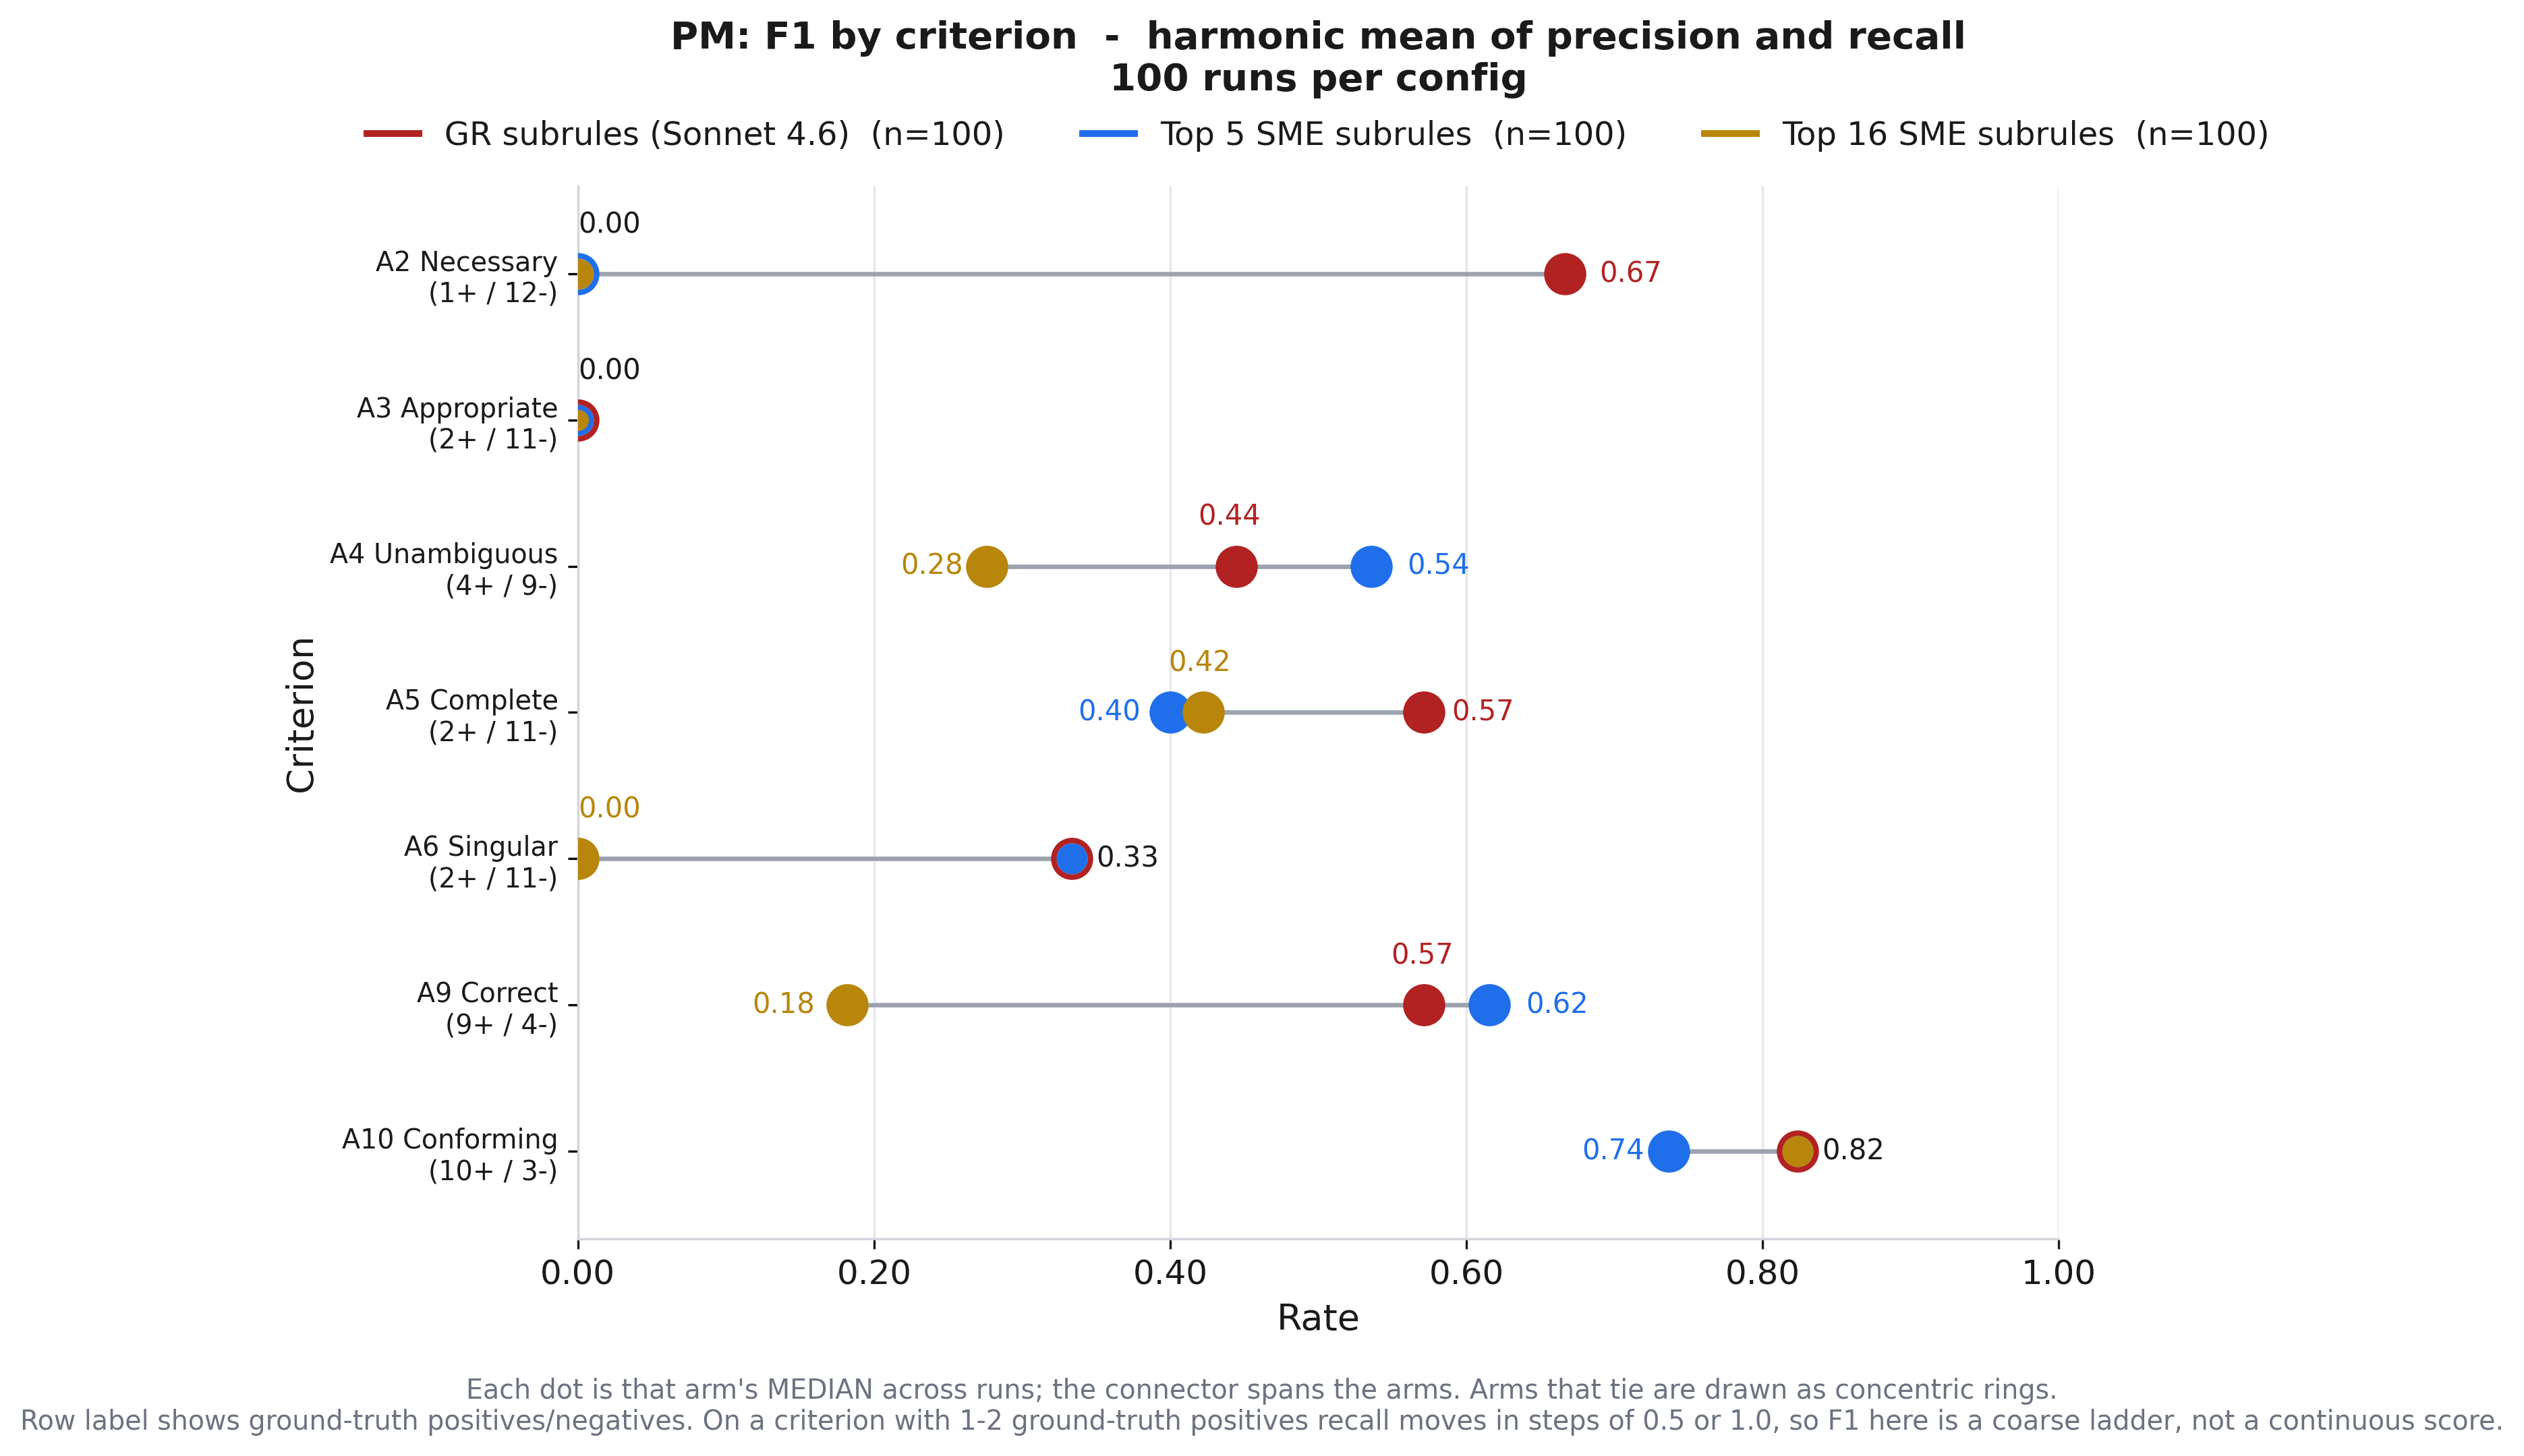 PM: F1 by criterion - harmonic mean of precision and recall
100 runs per config
GR subrules (Sonnet 4.6) (n=100)
Top 5 SME subrules (n=100)
Top 16 SME subrules (n=100)
Criterion
0.00
A2 Necessary
(1+ / 12-)
0.67
0.00
A3 Appropriate
(2+ / 11-)
0.44
A4 Unambiguous
(4+ / 9-)
0.28
0.54
0.42
A5 Complete
(2+ / 11-)
0.40
0.57
0.00
A6 Singular
(2+ / 11-)
0.33
0.57
A9 Correct
(9+ / 4-)
0.18
0.62
A10 Conforming
(10+ / 3-)
0.74
0.82
0.00
0.20
0.40
0.60
0.80
1.00
Rate
Each dot is that arm's MEDIAN across runs; the connector spans the arms. Arms that tie are drawn as concentric rings.
Row label shows ground-truth positives/negatives. On a criterion with 1-2 ground-truth positives recall moves in steps of 0.5 or 1.0, so F1 here is a coarse ladder, not a continuous score.